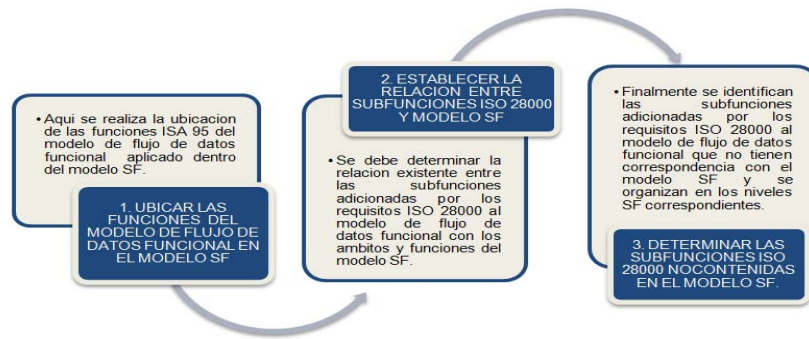 •Aqui se realiza la ubicacion
de las funciones ISA 95 del
modelo de flujo de datos
funcional aplicado dentro
del modelo SF.
1. UBICAR LAS
FUNCIONES DEL
MODELO DE FLUJO DE
DATOS FUNCIONAL EN
EL MODELO SF
2. ESTABLECER LA
RELACION ENTRE
SUBFUNCIONES ISO 28000
Y MODELO SF
•Se debe determinar la
relacion existente entre
las subfunciones
adicionadas por los
requisitos ISO 28000 al
modelo de flujo de
datos funcional con los
ambitos y funciones del
modelo SF.
•Finalmente se identifican
las subfunciones
adicionadas por los
requisitos ISO 28000 al
modelo de flujo de datos
funcional que no tienen
correspondencia con el
modelo SF y se
organizan en los niveles
SF correspondientes.
3. DETERMINAR LAS
SUBFUNCIONES ISO
28000 NOCONTENIDAS
EN EL MODELO SF.